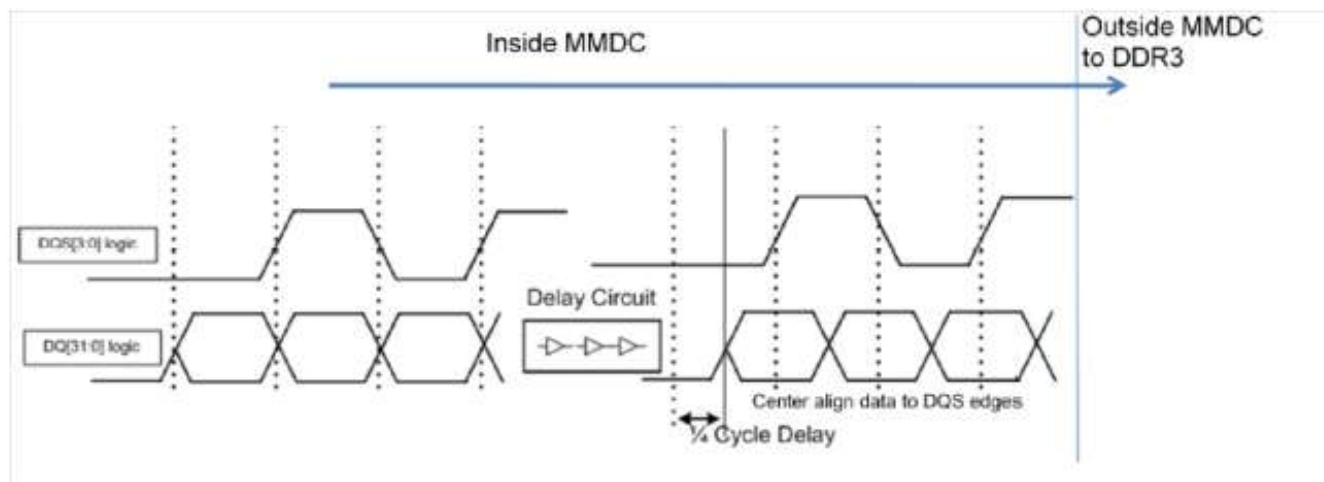 Inside MMDC
Outside MMDC
to DDR3
DQS[3:0] logic
Delay Circuit
DQ[31:0] logic
Center align data to DQS edges
¼ Cycle Delay